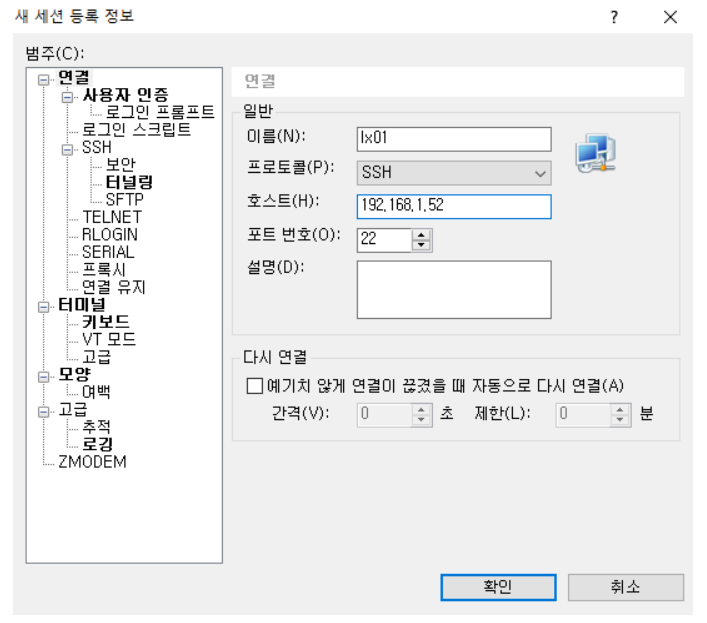 새 세션 등록 정보
?
범주(C):
연결
사용자 인증
로그인 프롬프트
로그인 스크립트
SSH
보안
터널링
SFTP
TELNET
RLOGIN
SERIAL
프록시
연결 유지
터미널
키보드
VT 모드
고급
모양
여백
고급
추적
로깅
ZMODEM
연결
일반
이름(N): lx01
프로토콜(P): SSH
호스트(H): 192.168.1.52
포트 번호(O): 22
설명(D):
다시 연결
예기치 않게 연결이 끊겼을 때 자동으로 다시 연결(A)
간격(V): 0 초 제한(L): 0 분
확인 취소